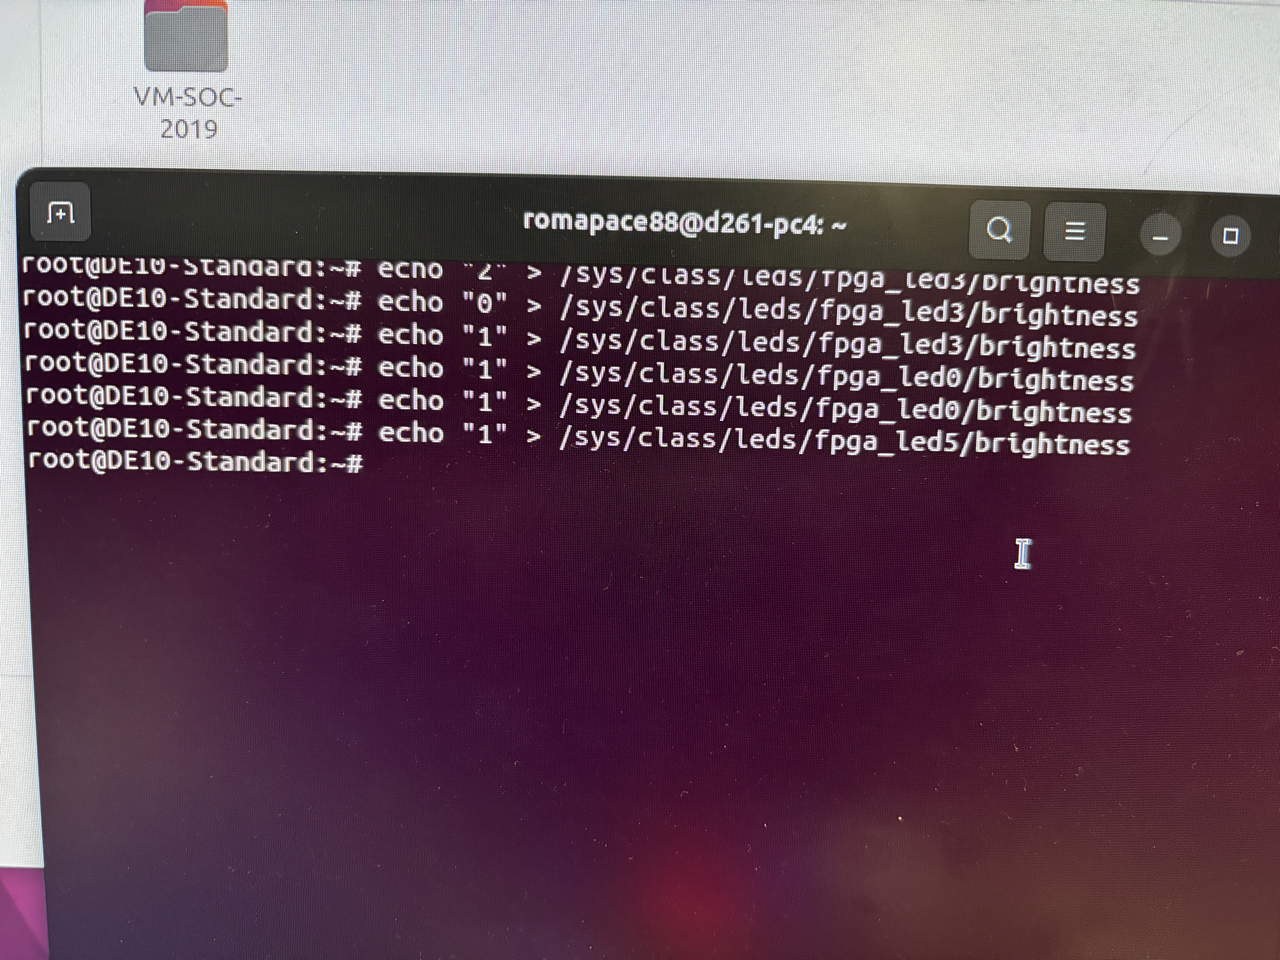 VM-SOC-
2019
romapace88@d261-pc4: ~
root@DE10-Standard:~# echo "2" > /sys/class/leds/fpga_led3/brightness
root@DE10-Standard:~# echo "0" > /sys/class/leds/fpga_led3/brightness
root@DE10-Standard:~# echo "1" > /sys/class/leds/fpga_led3/brightness
root@DE10-Standard:~# echo "1" > /sys/class/leds/fpga_led0/brightness
root@DE10-Standard:~# echo "1" > /sys/class/leds/fpga_led0/brightness
root@DE10-Standard:~# echo "1" > /sys/class/leds/fpga_led5/brightness
root@DE10-Standard:~#